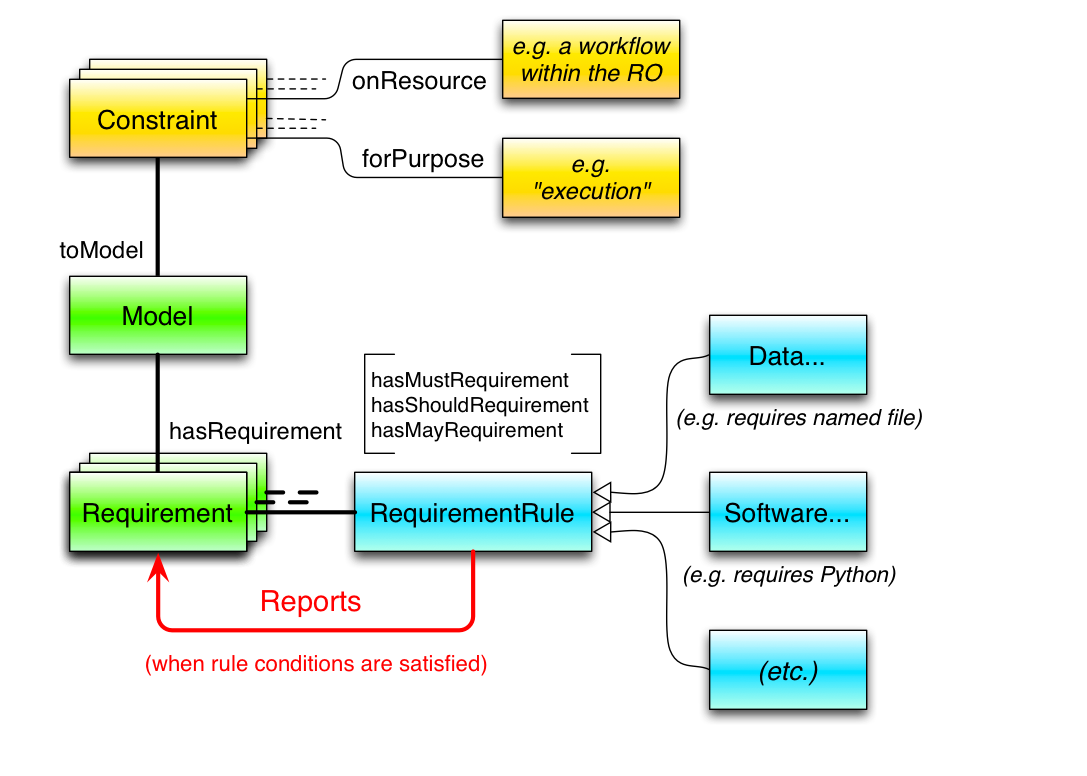 e.g. a workflow
within the RO
onResource
Constraint
forPurpose
e.g.
"execution"
toModel
Model
Data...
(e.g. requires named file)
hasMustRequirement
hasShouldRequirement
hasMayRequirement
hasRequirement
Requirement
RequirementRule
Software...
(e.g. requires Python)
Reports
(when rule conditions are satisfied)
(etc.)